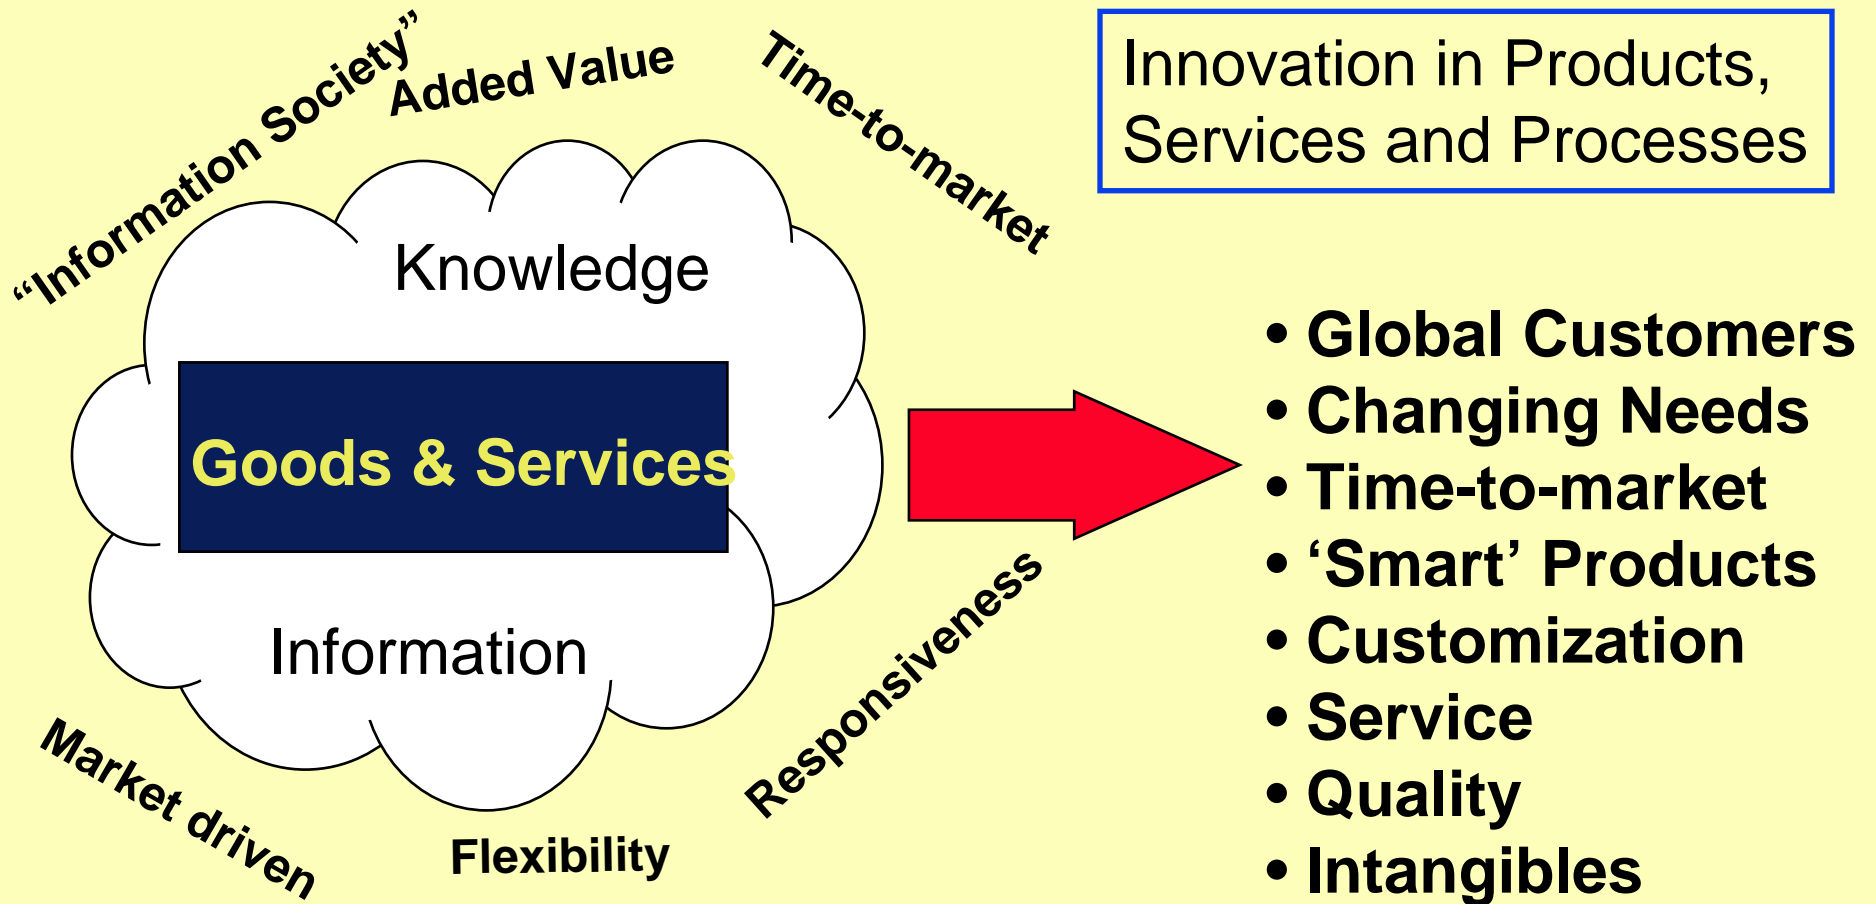 “Information Society”
Added Value
Time-to-market
Innovation in Products,
Services and Processes
Knowledge
Goods & Services
Information
Market driven
Flexibility
Responsiveness
• Global Customers
• Changing Needs
• Time-to-market
• ‘Smart’ Products
• Customization
• Service
• Quality
• Intangibles